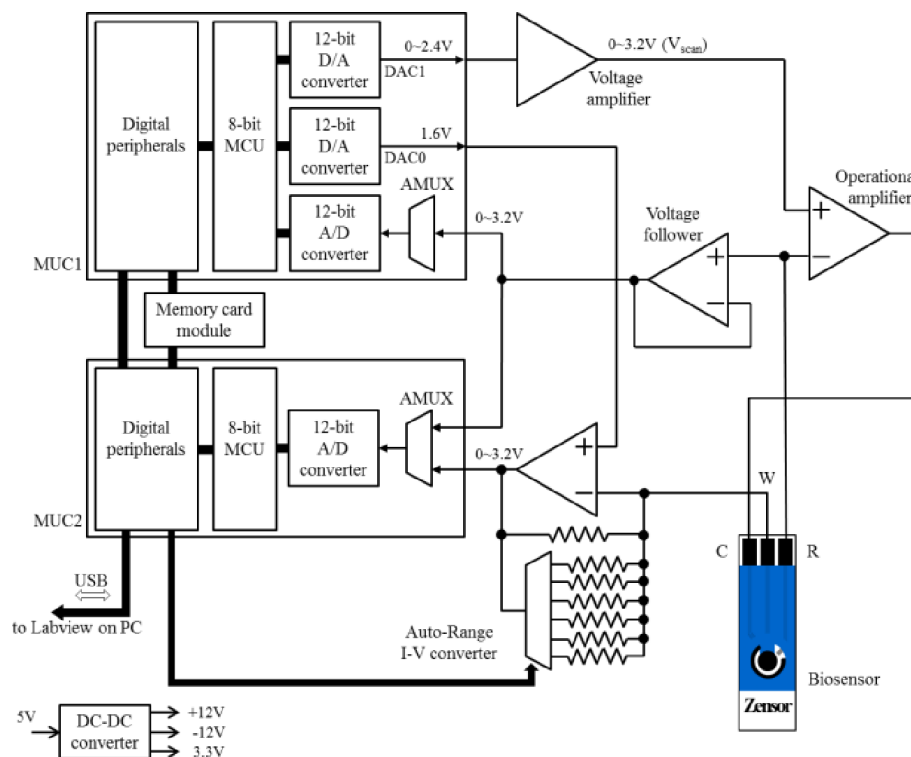 12-bit
D/A
converter
0~2.4V
DAC1
0~3.2V (Vscan)
Voltage
amplifier
Digital
peripherals
8-bit
MCU
12-bit
D/A
converter
1.6V
DAC0
AMUX
12-bit
A/D
converter
0~3.2V
Voltage
follower
Operational
amplifier
+
−
+
−
MUC1
Memory card
module
Digital
peripherals
8-bit
MCU
12-bit
A/D
converter
AMUX
0~3.2V
+
−
MUC2
W
C
R
USB
to Labview on PC
Auto-Range
I-V converter
Biosensor
Zensor
5V
DC-DC
converter
+12V
-12V
3.3V